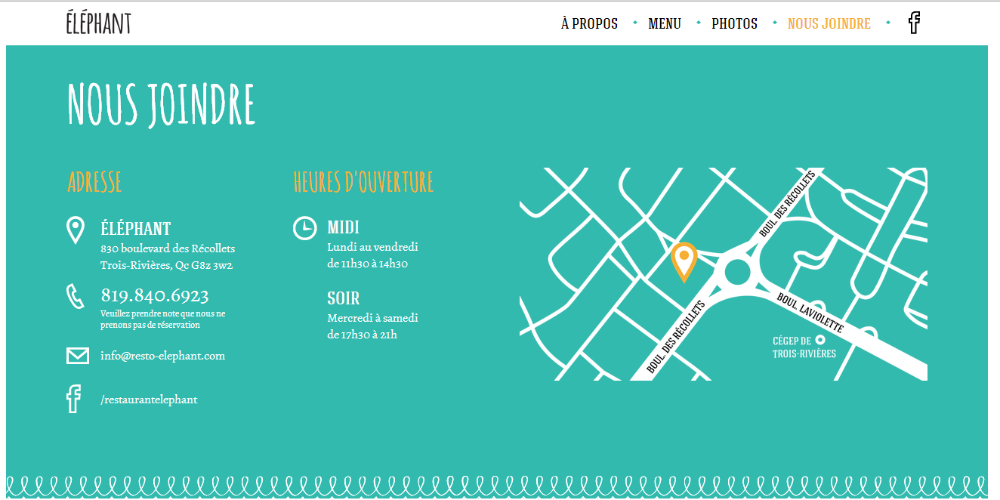 ÉLÉPHANT
À PROPOS • MENU • PHOTOS • NOUS JOINDRE •
NOUS JOINDRE
ADRESSE
ÉLÉPHANT
830 boulevard des Récollets
Trois-Rivières, Qc G8z 3w2
819.840.6923
Veuillez prendre note que nous ne
prenons pas de réservation
info@resto-elephant.com
/restaurantelephant
HEURES D'OUVERTURE
MIDI
Lundi au vendredi
de 11h30 à 14h30
SOIR
Mercredi à samedi
de 17h30 à 21h
BOUL. DES RÉCOLLETS
BOUL. DES RÉCOLLETS
BOUL. LAVIOLETTE
CÉGEP DE
TROIS-RIVIÈRES